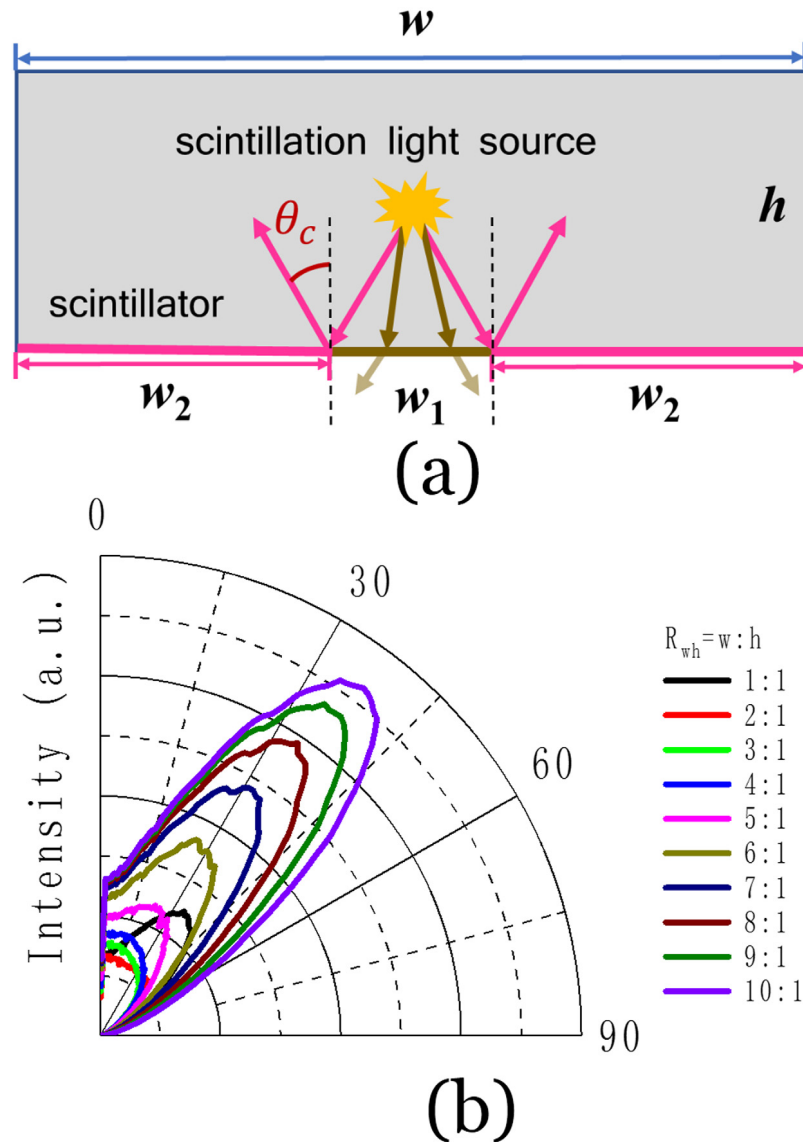 w
scintillation light source
θc
h
scintillator
w2
w1
w2
(a)
0
30
60
90
Intensity (a.u.)
Rwh=w:h
1:1
2:1
3:1
4:1
5:1
6:1
7:1
8:1
9:1
10:1
(b)